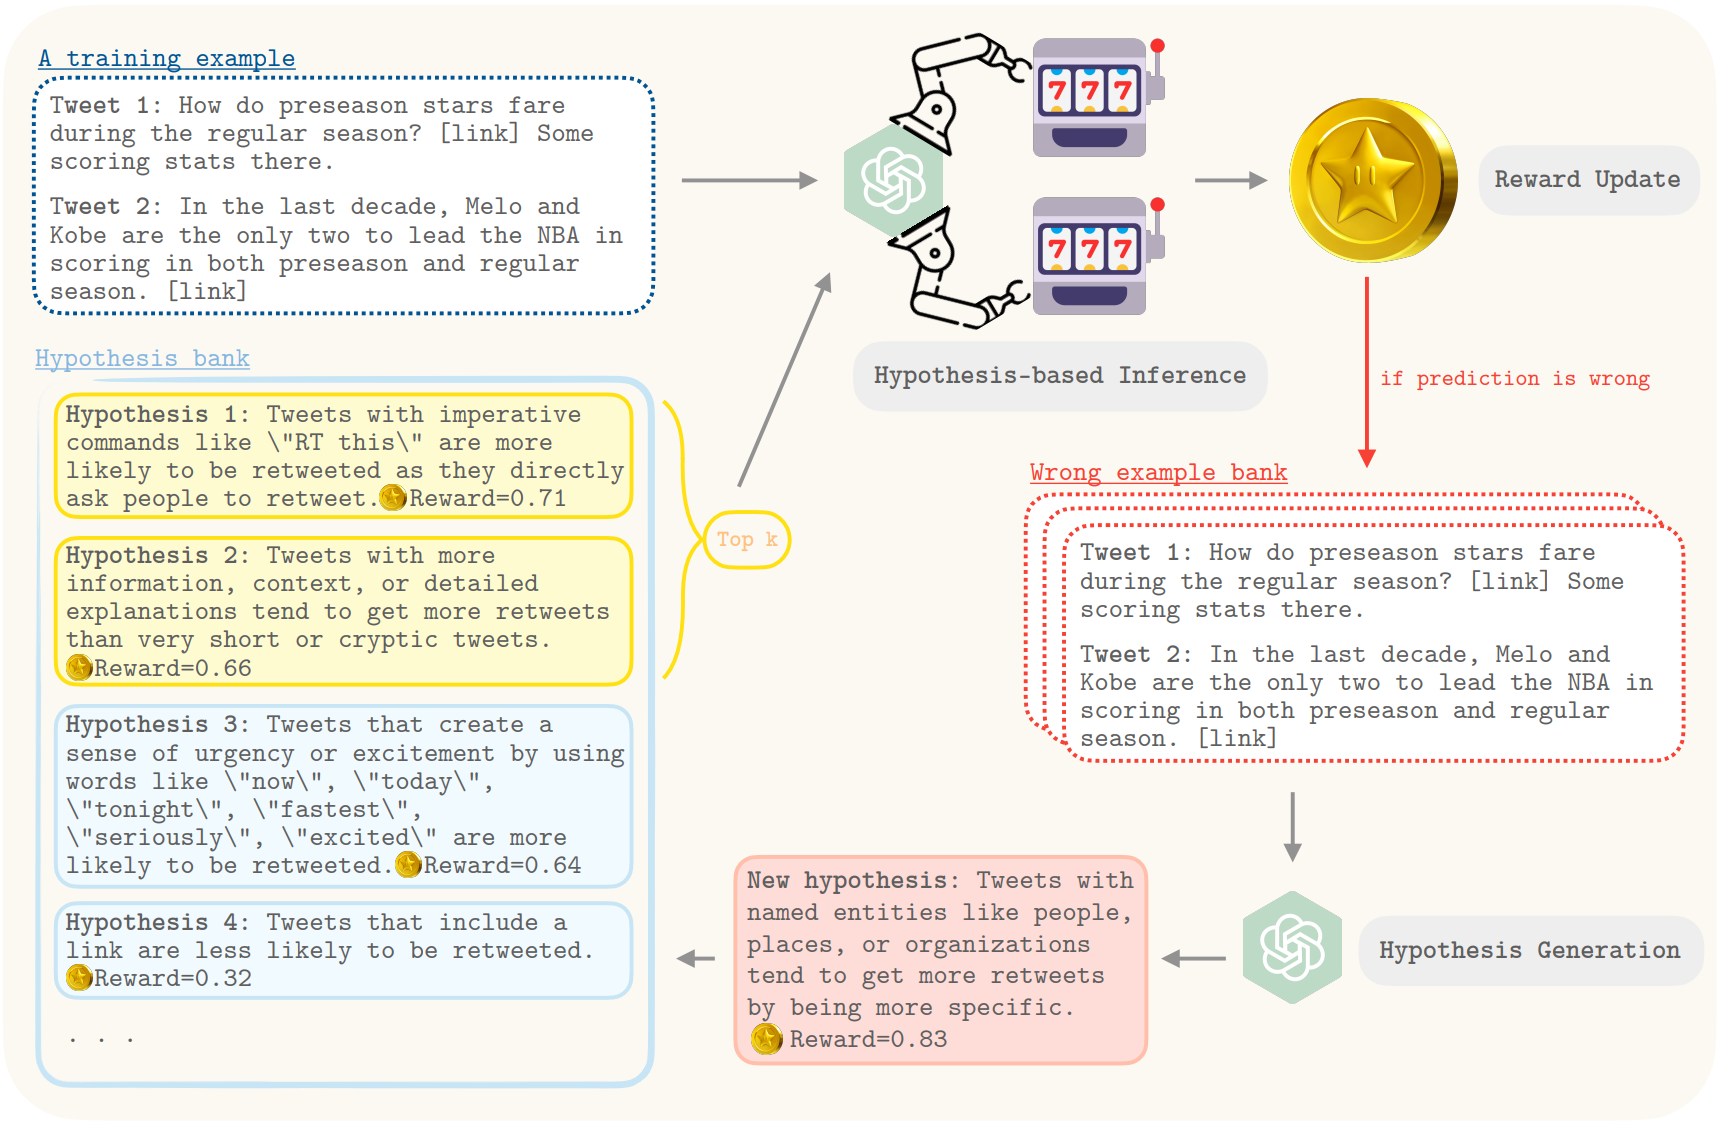 A training example
Tweet 1: How do preseason stars fare
during the regular season? [link] Some
scoring stats there.
Tweet 2: In the last decade, Melo and
Kobe are the only two to lead the NBA in
scoring in both preseason and regular
season. [link]
7 7 7
7 7 7
Reward Update
Hypothesis-based Inference
if prediction is wrong
Hypothesis bank
Hypothesis 1: Tweets with imperative
commands like \"RT this\" are more
likely to be retweeted as they directly
ask people to retweet. Reward=0.71
Hypothesis 2: Tweets with more
information, context, or detailed
explanations tend to get more retweets
than very short or cryptic tweets.
Reward=0.66
Hypothesis 3: Tweets that create a
sense of urgency or excitement by using
words like \"now\", \"today\",
\"tonight\", \"fastest\",
\"seriously\", \"excited\" are more
likely to be retweeted. Reward=0.64
Hypothesis 4: Tweets that include a
link are less likely to be retweeted.
Reward=0.32
. . .
Top k
Wrong example bank
Tweet 1: How do preseason stars fare
during the regular season? [link] Some
scoring stats there.
Tweet 2: In the last decade, Melo and
Kobe are the only two to lead the NBA in
scoring in both preseason and regular
season. [link]
Hypothesis Generation
New hypothesis: Tweets with
named entities like people,
places, or organizations
tend to get more retweets
by being more specific.
Reward=0.83